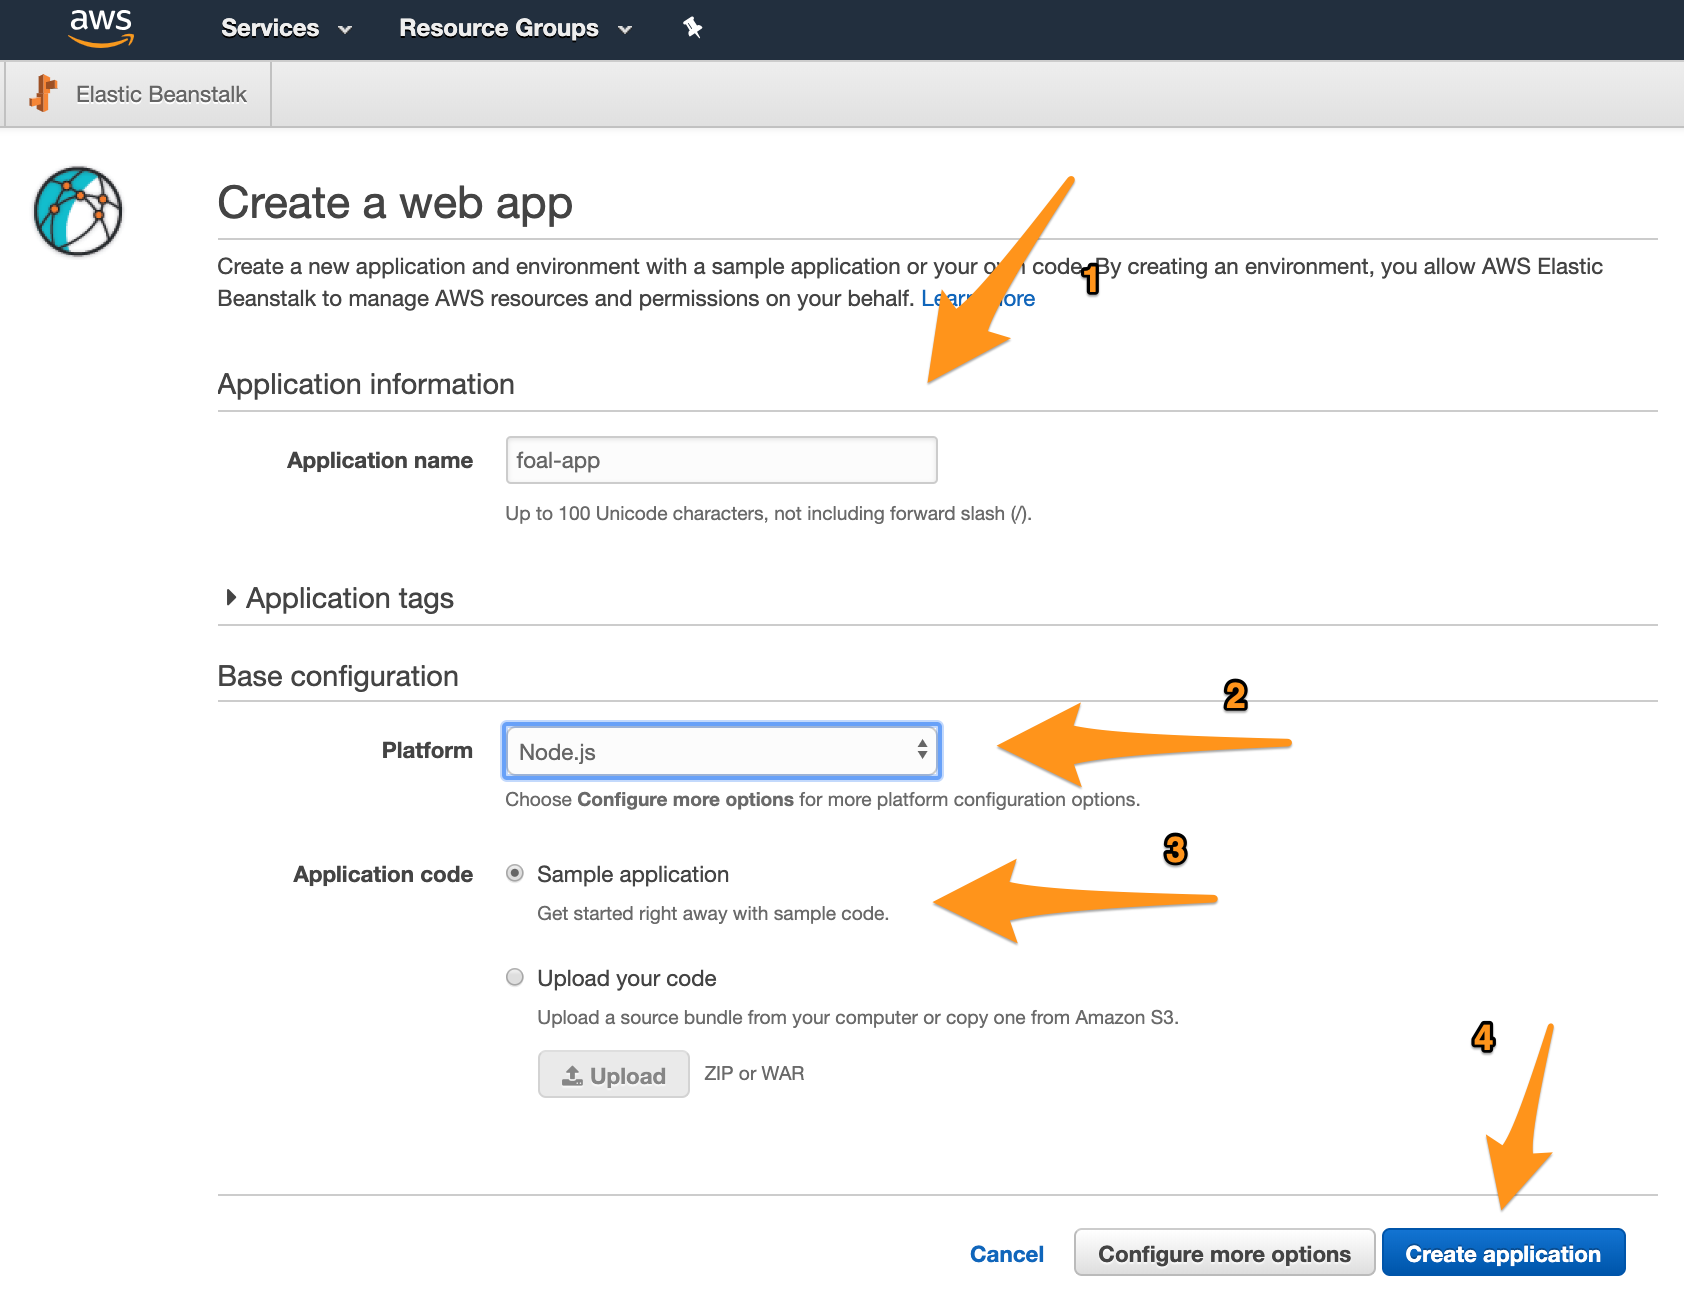 aws
Services
Resource Groups
Elastic Beanstalk
Create a web app
Create a new application and environment with a sample application or your own code. By creating an environment, you allow AWS Elastic
Beanstalk to manage AWS resources and permissions on your behalf. Learn more
1
Application information
Application name
foal-app
Up to 100 Unicode characters, not including forward slash (/).
Application tags
Base configuration
2
Platform
Node.js
Choose Configure more options for more platform configuration options.
3
Application code
Sample application
Get started right away with sample code.
Upload your code
Upload a source bundle from your computer or copy one from Amazon S3.
4
Upload
ZIP or WAR
Cancel
Configure more options
Create application